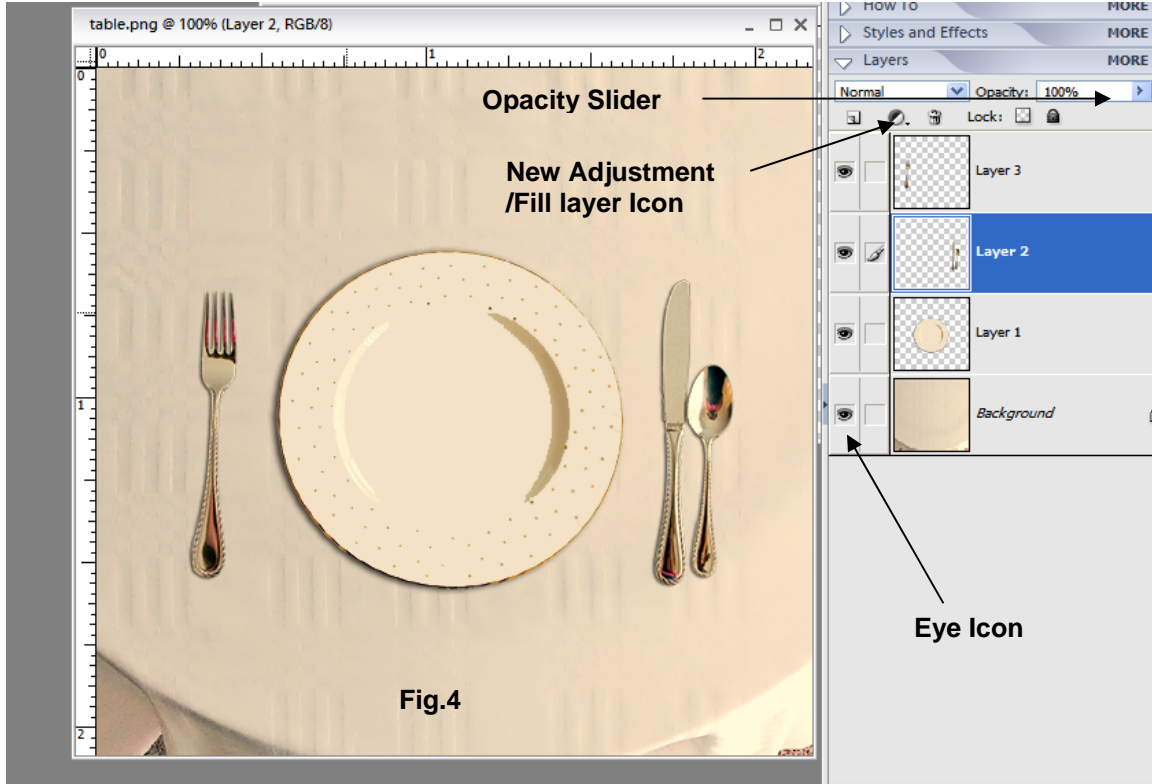 How To MORE
table.png @ 100% (Layer 2, RGB/8)
Styles and Effects MORE
Layers MORE
0 1 2
0
Normal Opacity: 100%
Opacity Slider
Lock:
New Adjustment
/Fill layer Icon
Layer 3
Layer 2
Layer 1
1
Background
Eye Icon
Fig.4
2